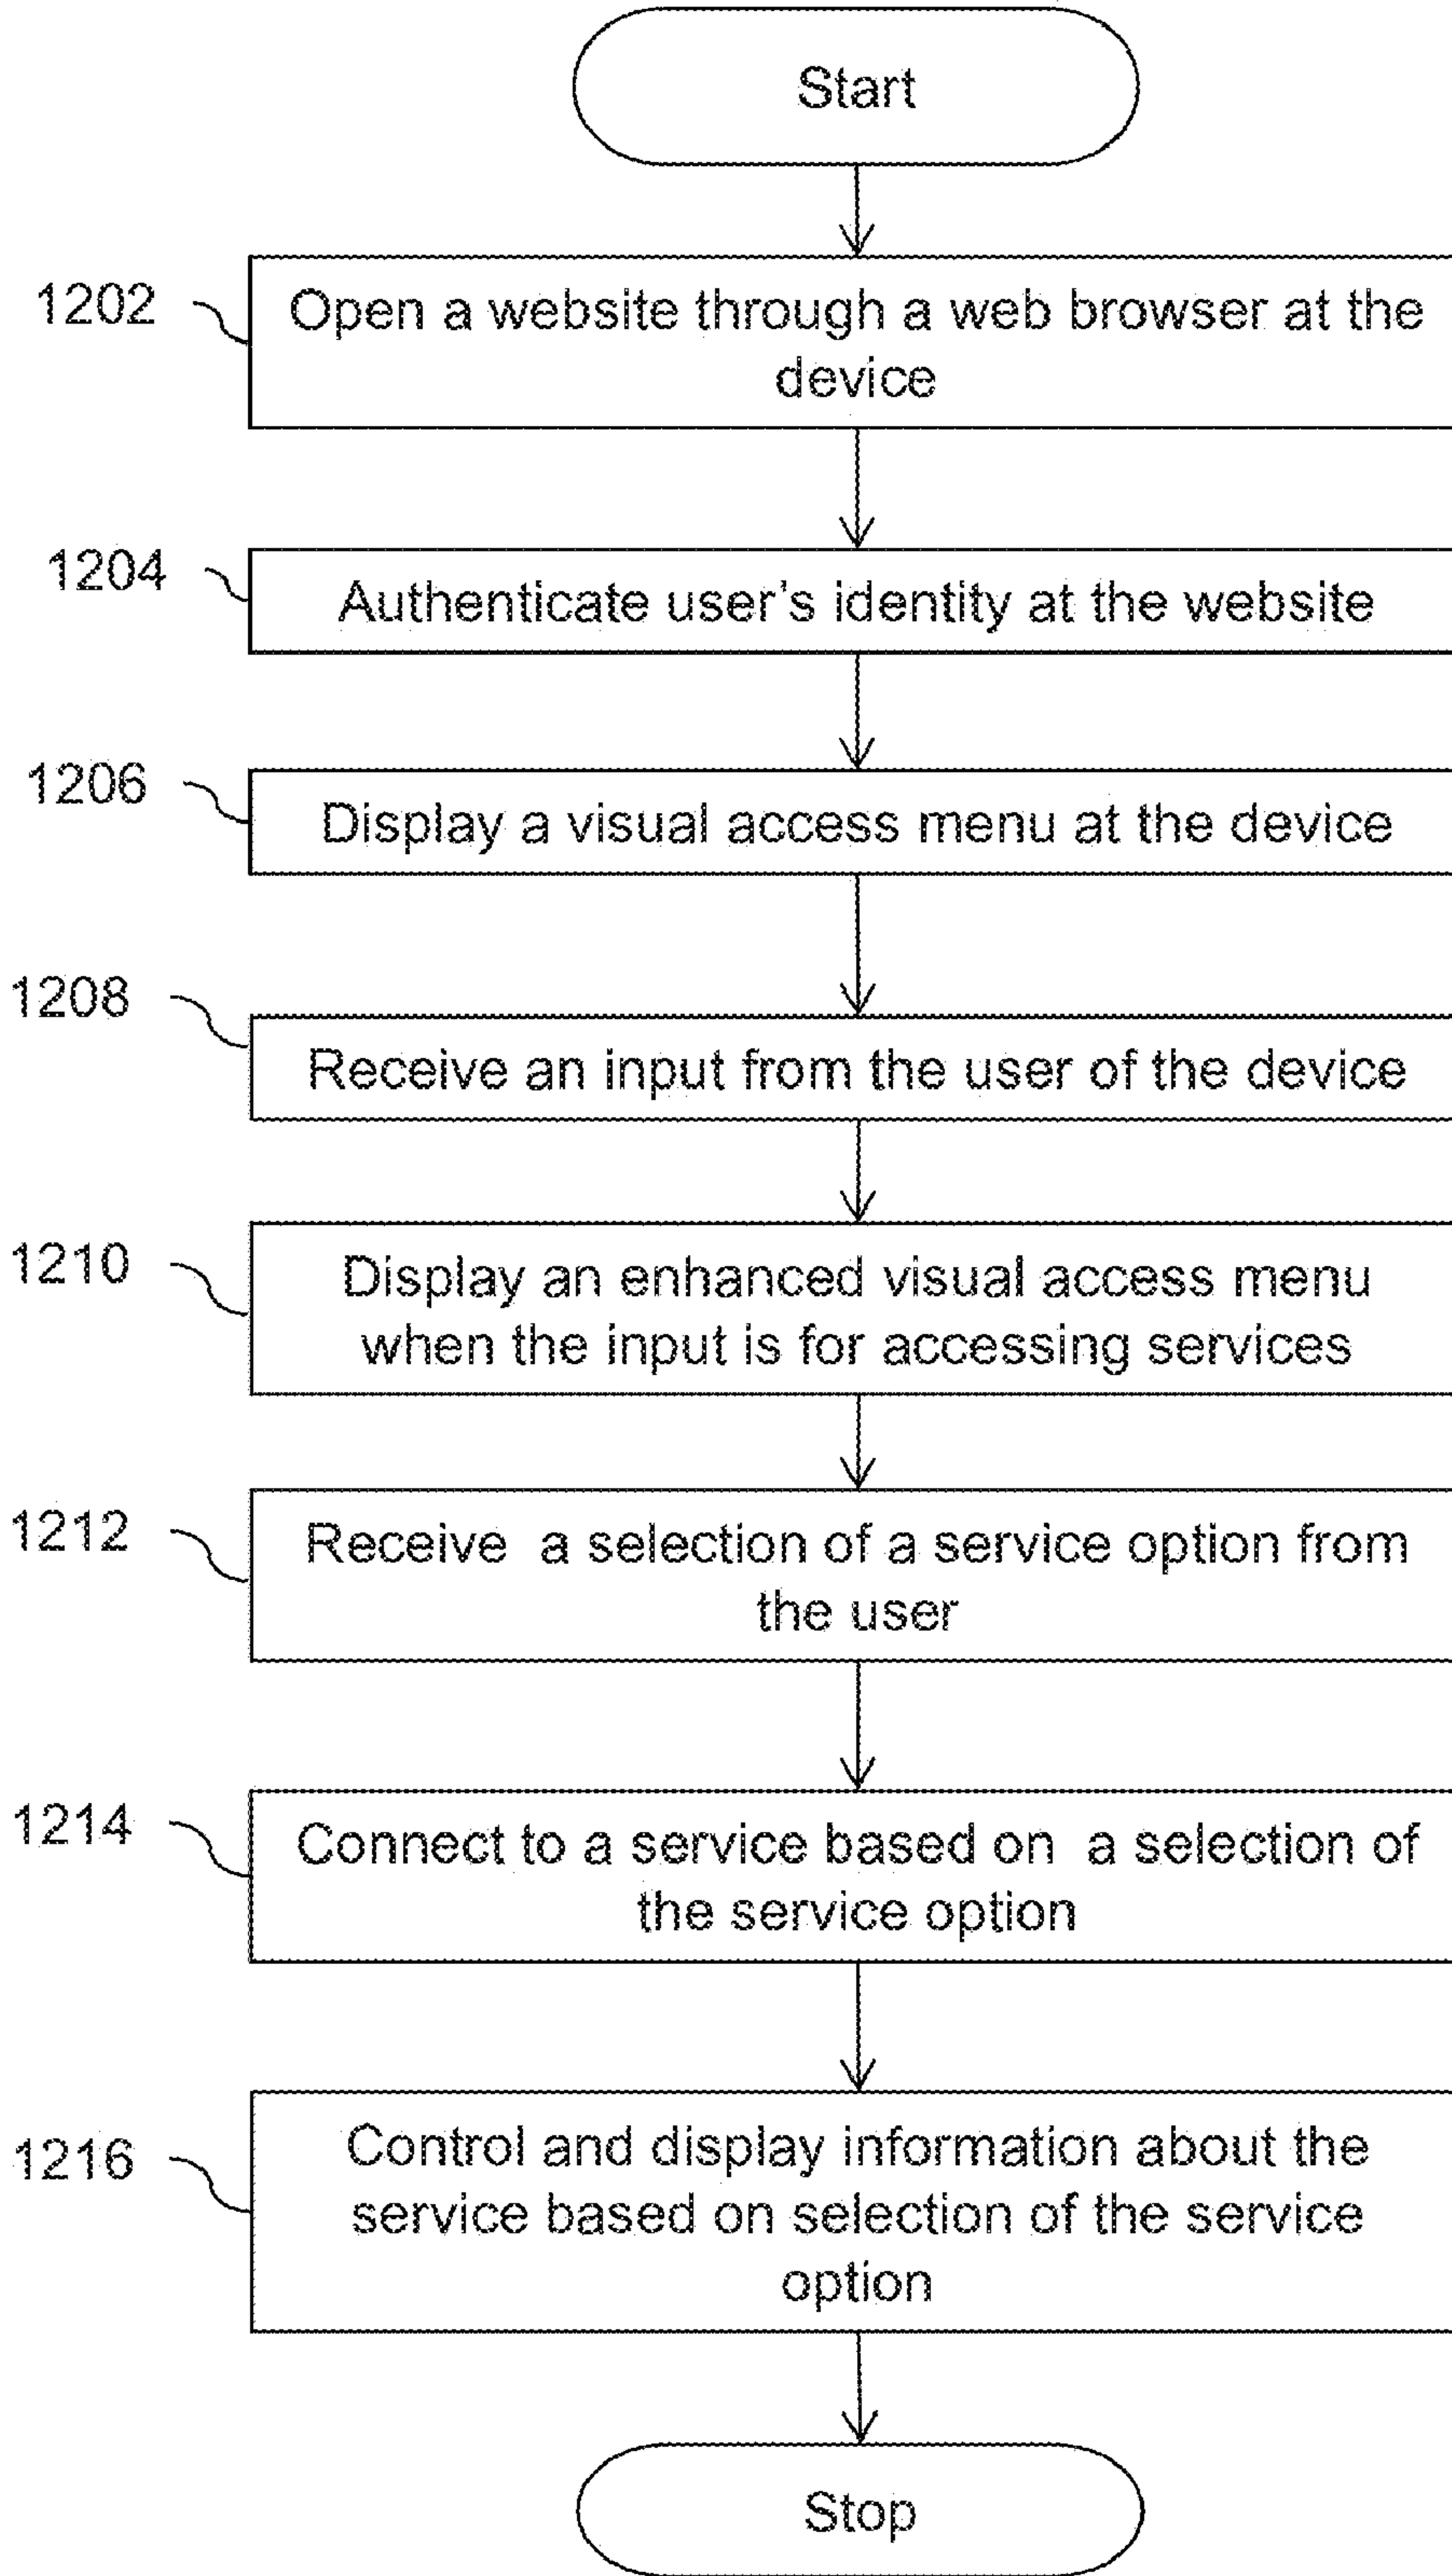 Start
1202
Open a website through a web browser at the
device
1204
Authenticate user's identity at the website
1206
Display a visual access menu at the device
1208
Receive an input from the user of the device
1210
Display an enhanced visual access menu
when the input is for accessing services
1212
Receive a selection of a service option from
the user
1214
Connect to a service based on a selection of
the service option
1216
Control and display information about the
service based on selection of the service
option
Stop